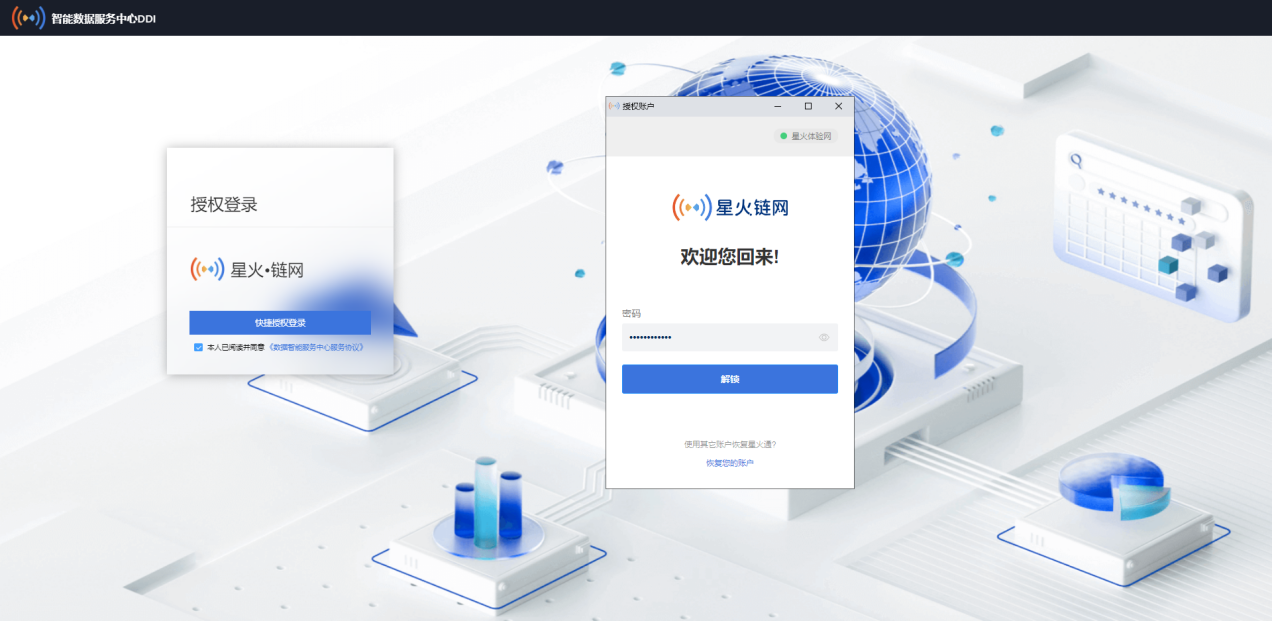 智能数据服务中心DDI
授权登录
星火·链网
快捷授权登录
本人已阅读并同意《数据智能服务中心服务协议》
授权账户
星火体验网
星火链网
欢迎您回来!
密码
••••••••••••
解锁
使用其它账户恢复星火通?
恢复您的账户